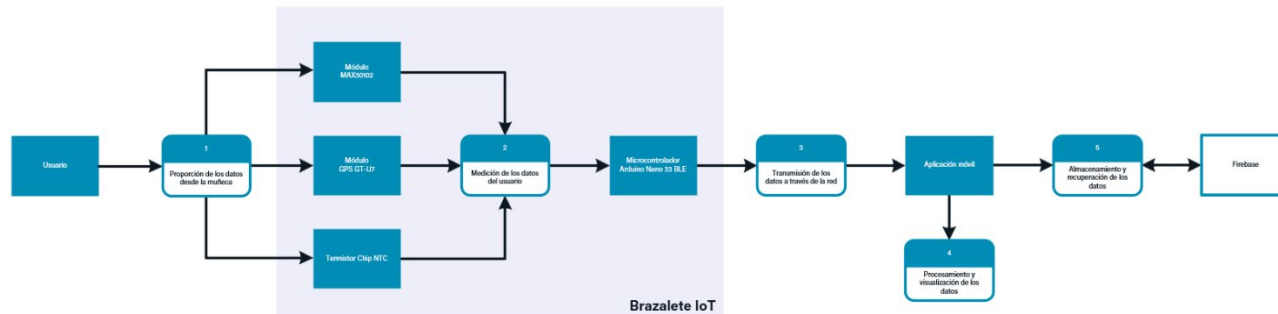 Usuario
1
Proporción de los datos
desde la muñeca
Módulo
MAX30102
Módulo
GPS GT-U7
Termistor Chip NTC
2
Medición de los datos
del usuario
Microcontrolador
Arduino Nano 33 BLE
Brazalete IoT
3
Transmisión de los
datos a través de la red
Aplicación móvil
4
Procesamiento y
visualización de los
datos
5
Almacenamiento y
recuperación de los
datos
Firebase